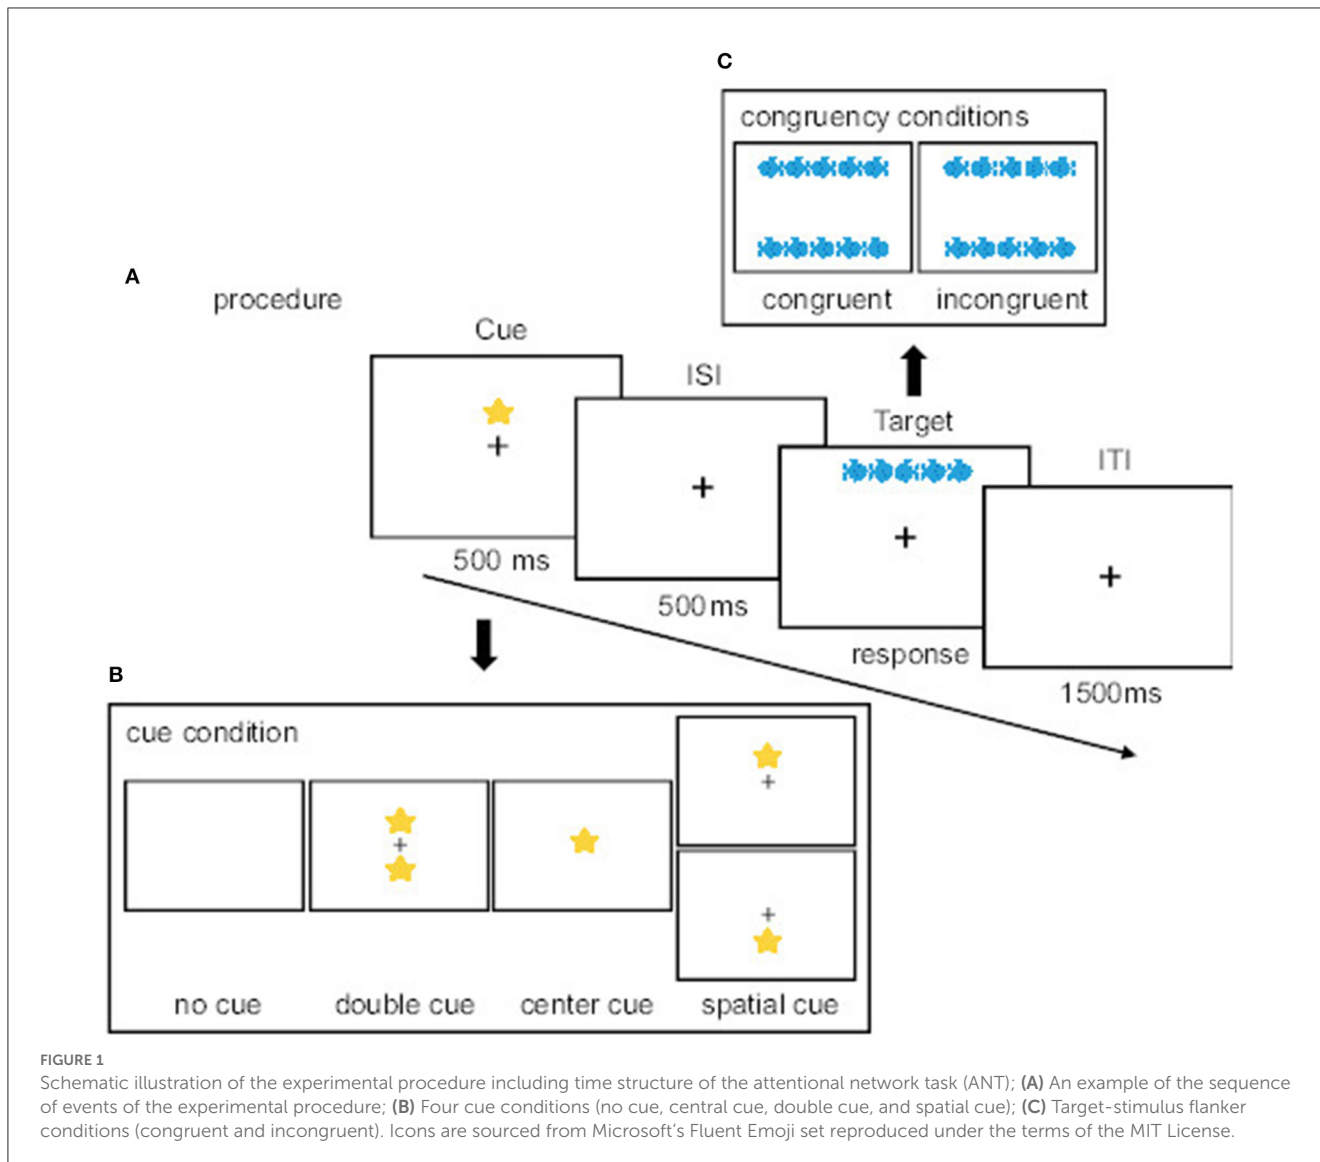 C
congruency conditions
congruent
incongruent
A
procedure
Cue
ISI
Target
ITI
500 ms
500ms
response
1500ms
B
cue condition
no cue
double cue
center cue
spatial cue
FIGURE 1
Schematic illustration of the experimental procedure including time structure of the attentional network task (ANT); (A) An example of the sequence
of events of the experimental procedure; (B) Four cue conditions (no cue, central cue, double cue, and spatial cue); (C) Target-stimulus flanker
conditions (congruent and incongruent). Icons are sourced from Microsoft's Fluent Emoji set reproduced under the terms of the MIT License.